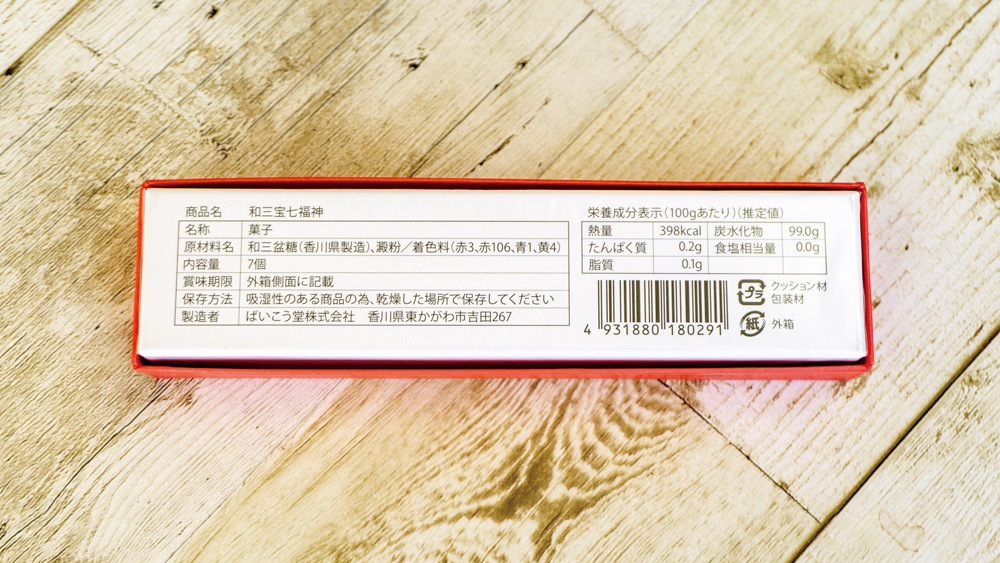 商品名 和三宝七福神
名称 菓子
原材料名 和三盆糖(香川県製造)、澱粉／着色料(赤3、赤106、青1、黄4)
内容量 7個
賞味期限 外箱側面に記載
保存方法 吸湿性のある商品の為、乾燥した場所で保存してください
製造者 ばいこう堂株式会社 香川県東かがわ市吉田267
栄養成分表示(100gあたり)(推定値)
熱量 398kcal 炭水化物 99.0g
たんぱく質 0.2g 食塩相当量 0.0g
脂質 0.1g
4 931880 180291
プラ クッション材
包装材
紙 外箱